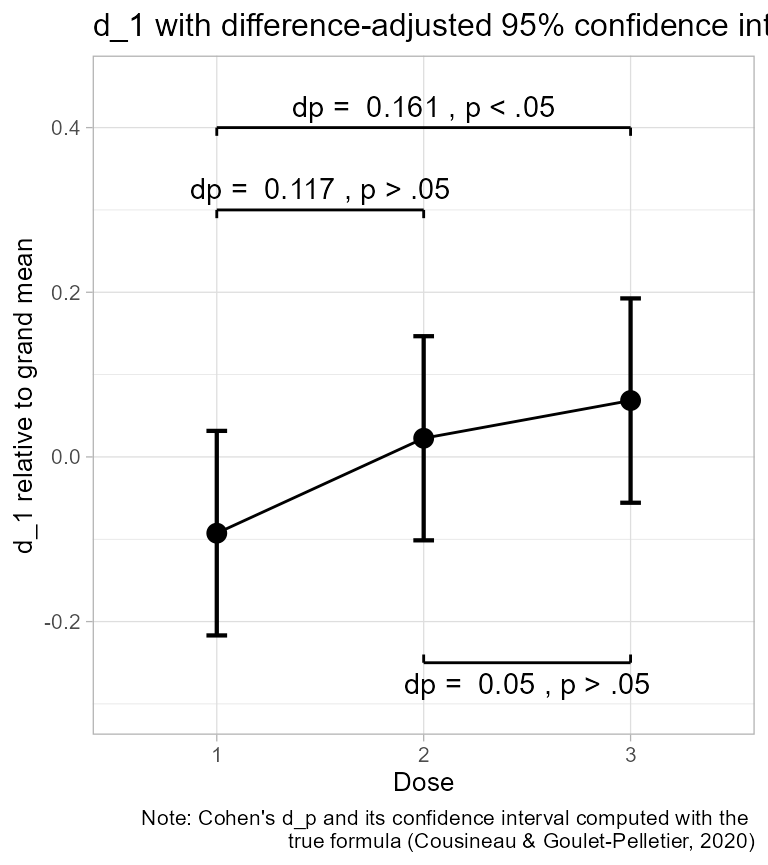 d_1 with difference-adjusted 95% confidence int
dp = 0.161 , p < .05
0.4
dp = 0.117 , p > .05
0.2
d_1 relative to grand mean
0.0
-0.2
dp = 0.05 , p > .05
1 2 3
Dose
Note: Cohen's d_p and its confidence interval computed with the
true formula (Cousineau & Goulet-Pelletier, 2020)